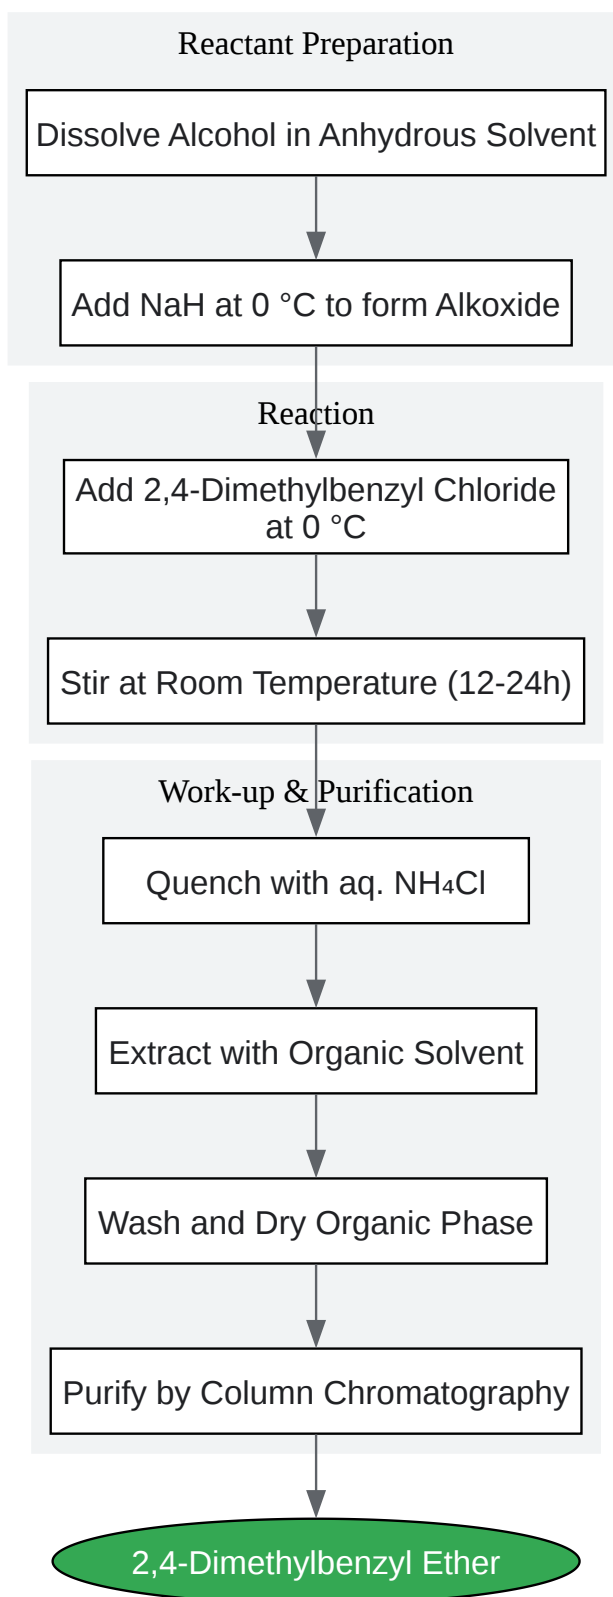 Reactant Preparation
Dissolve Alcohol in Anhydrous Solvent
Add NaH at 0 °C to form Alkoxide
Reaction
Add 2,4-Dimethylbenzyl Chloride
at 0 °C
Stir at Room Temperature (12-24h)
Work-up & Purification
Quench with aq. NH₄Cl
Extract with Organic Solvent
Wash and Dry Organic Phase
Purify by Column Chromatography
2,4-Dimethylbenzyl Ether